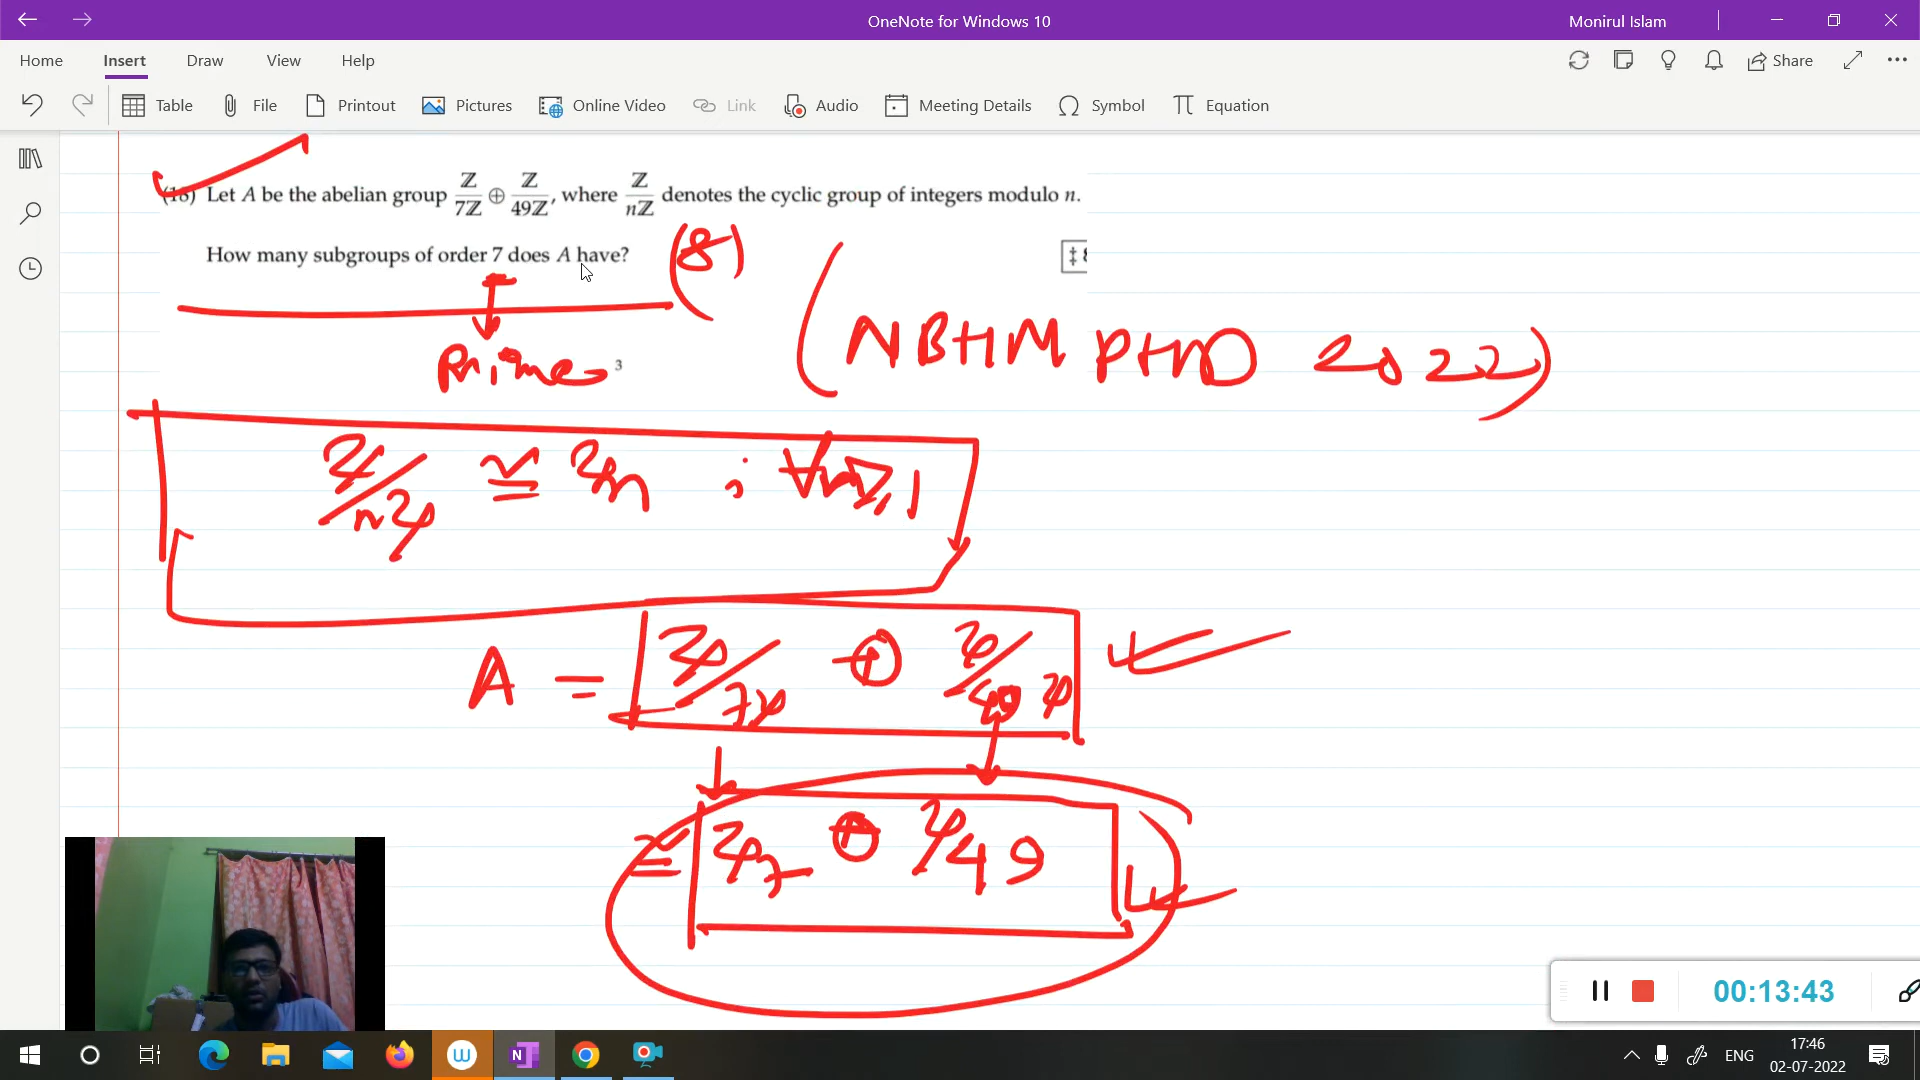 OneNote for Windows 10
Monirul Islam
Home Insert Draw View Help
Share
Table File Printout Pictures Online Video Link Audio Meeting Details Symbol Equation
(18) Let A be the abelian group ℤ/7ℤ ⊕ ℤ/49ℤ, where ℤ/nℤ denotes the cyclic group of integers modulo n.
How many subgroups of order 7 does A have?
(8)
‡ 8
(NBHM PHD 2022)
Prime
3
ℤ/nℤ ≅ ℤn ; ∀n≥1
A = ℤ/7ℤ ⊕ ℤ/49ℤ
≅ ℤ7 ⊕ ℤ49
00:13:43
ENG
17:46
02-07-2022